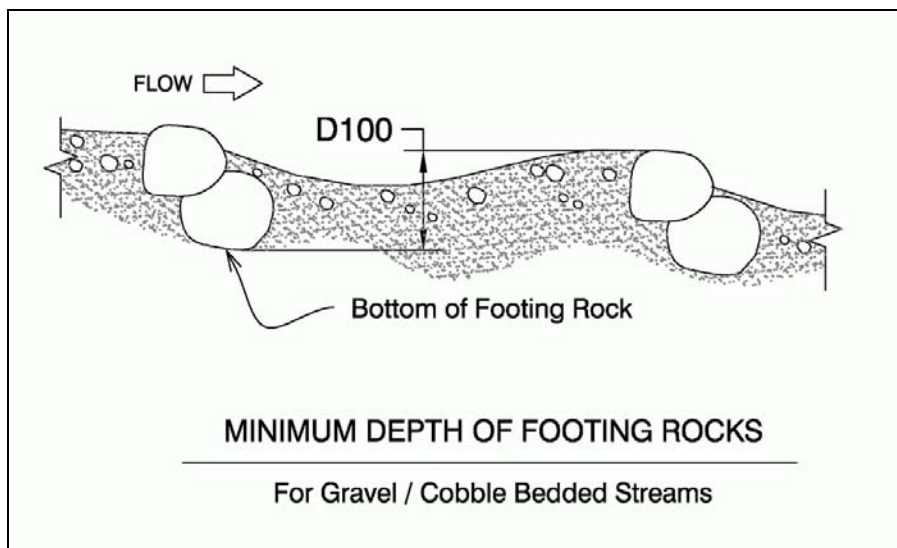 FLOW
D100
Bottom of Footing Rock
MINIMUM DEPTH OF FOOTING ROCKS
For Gravel / Cobble Bedded Streams